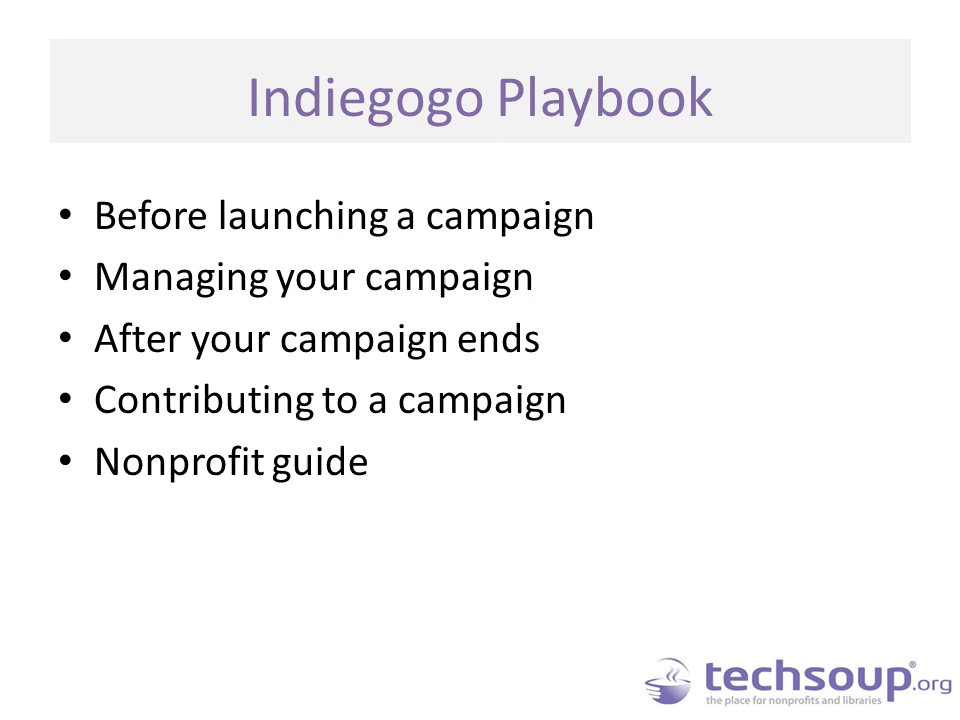 Indiegogo Playbook
• Before launching a campaign
• Managing your campaign
• After your campaign ends
• Contributing to a campaign
• Nonprofit guide
techsoup®.org
the place for nonprofits and libraries